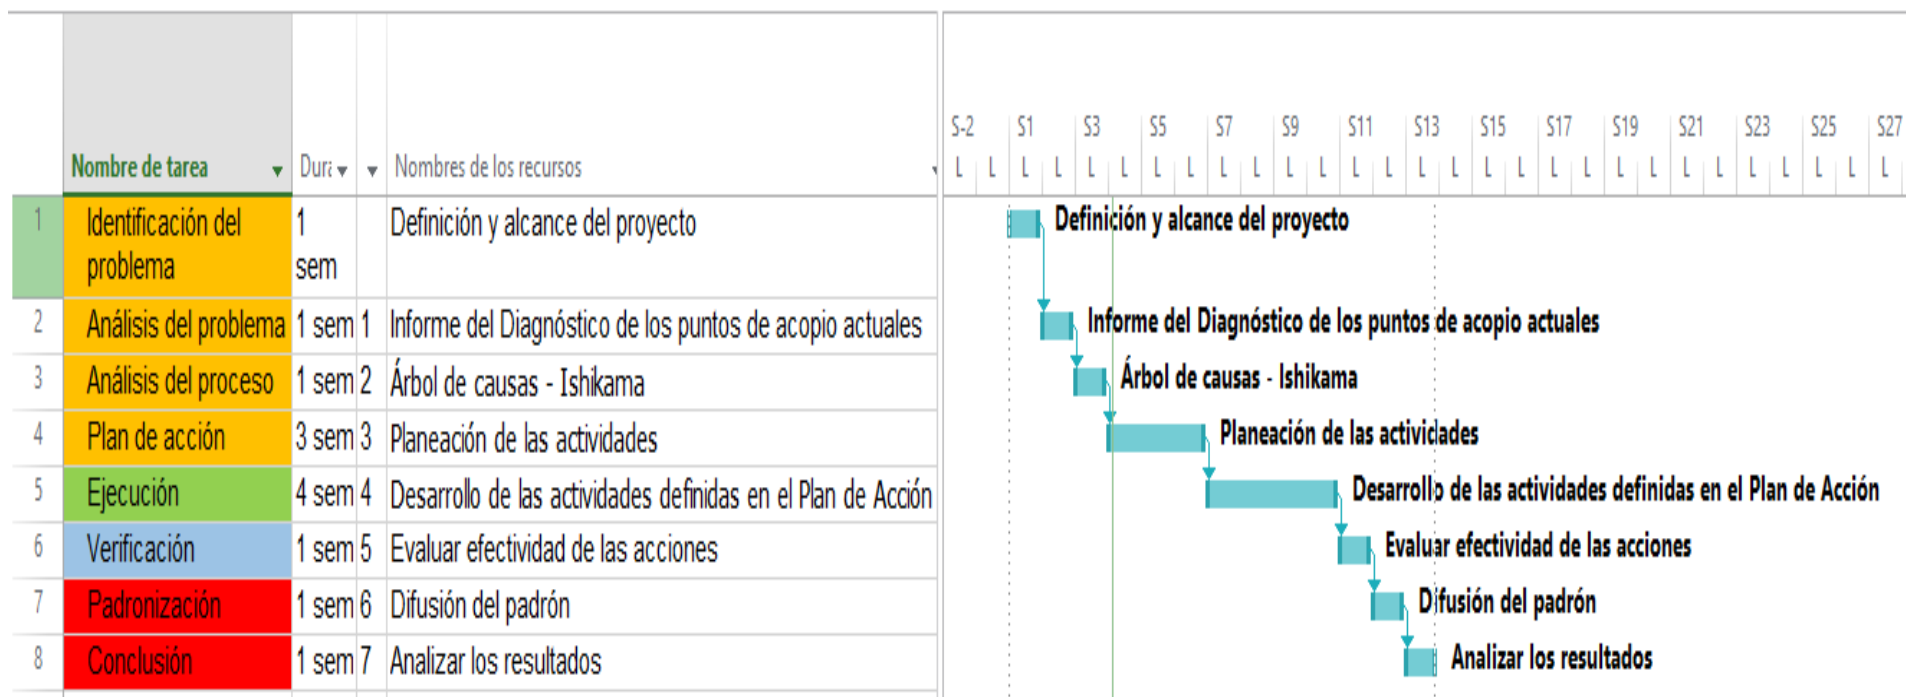 S-2 S1 S3 S5 S7 S9 S11 S13 S15 S17 S19 S21 S23 S25 S27
Nombre de tarea Dura Nombres de los recursos L L L L L L L L L L L L L L L L L L L L L L L L L L L L L
1 Identificación del 1 Definición y alcance del proyecto Definición y alcance del proyecto
problema sem
2 Análisis del problema 1 sem 1 Informe del Diagnóstico de los puntos de acopio actuales Informe del Diagnóstico de los puntos de acopio actuales
3 Análisis del proceso 1 sem 2 Árbol de causas - Ishikama Árbol de causas - Ishikama
4 Plan de acción 3 sem 3 Planeación de las actividades Planeación de las actividades
5 Ejecución 4 sem 4 Desarrollo de las actividades definidas en el Plan de Acción Desarrollo de las actividades definidas en el Plan de Acción
6 Verificación 1 sem 5 Evaluar efectividad de las acciones Evaluar efectividad de las acciones
7 Padronización 1 sem 6 Difusión del padrón Difusión del padrón
8 Conclusión 1 sem 7 Analizar los resultados Analizar los resultados